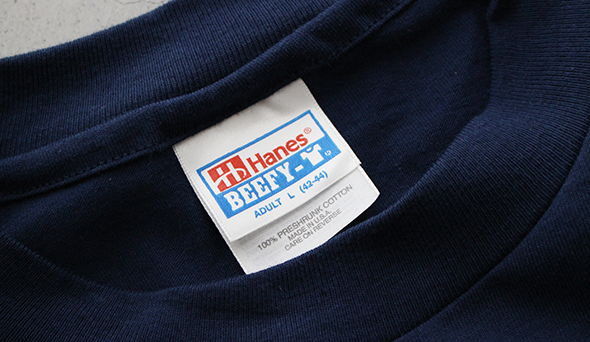 Hanes®
BEEFY-T
ADULT L (42-44)
100% PRESHRUNK COTTON
MADE IN U.S.A.
CARE ON REVERSE